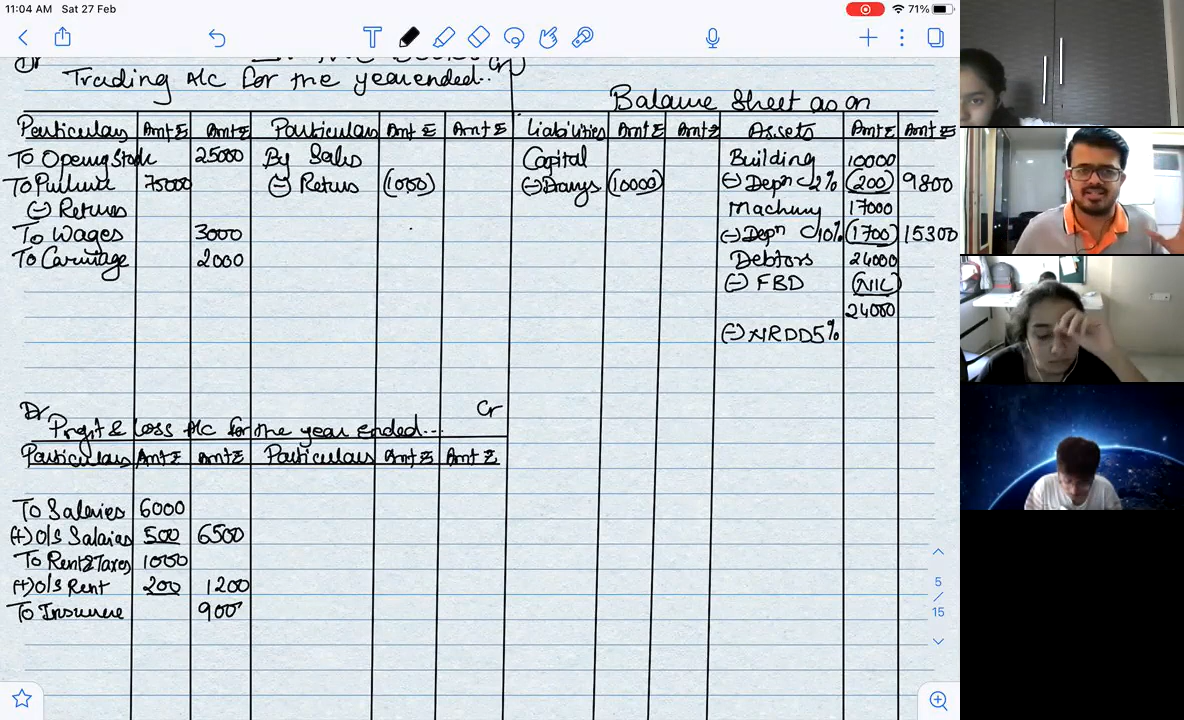 11:04 AM Sat 27 Feb
71%
T
Dr
Cr
Trading A/c for the year ended..
Balance Sheet as on
Particulars Amt ₹ Amt ₹ Particulars Amt ₹ Amt ₹ Liabilities Amt ₹ Amt ₹ Assets Amt ₹ Amt ₹
To Opening Stock 25000 By Sales Capital Building 10000
To Purchase 75000 (-) Returns (1000) (-) Drawings (10000) (-) Depn 2% (200) 9800
(-) Returns Machinery 17000
To Wages 3000 (-) Depn 10% (1700) 15300
To Carriage 2000 Debtors 24000
(-) FBD (NIL)
24000
(-) NRDD 5%
Dr Cr
Profit & Loss A/c for the year ended...
Particulars Amt ₹ Amt ₹ Particulars Amt ₹ Amt ₹
To Salaries 6000
(+) O/S Salaries 500 6500
To Rent & Taxes 1000
(+) O/S Rent 200 1200
To Insurance 900
5
/
15